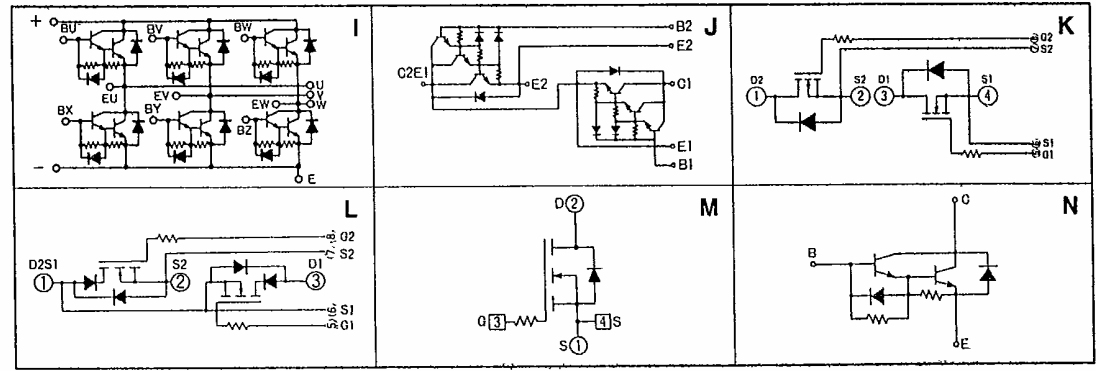 I
+
BU
BV
BW
EU
U
EV
V
EW
W
BX
BY
BZ
-
E
J
B2
E2
C2E1
E2
C1
E1
B1
K
G2
S2
D2
S2
D1
S1
1
2
3
4
S1
G1
L
G2
S2
D2S1
S2
D1
1
2
3
S1
G1
M
D 2
G 3
4 S
S 1
N
C
B
E